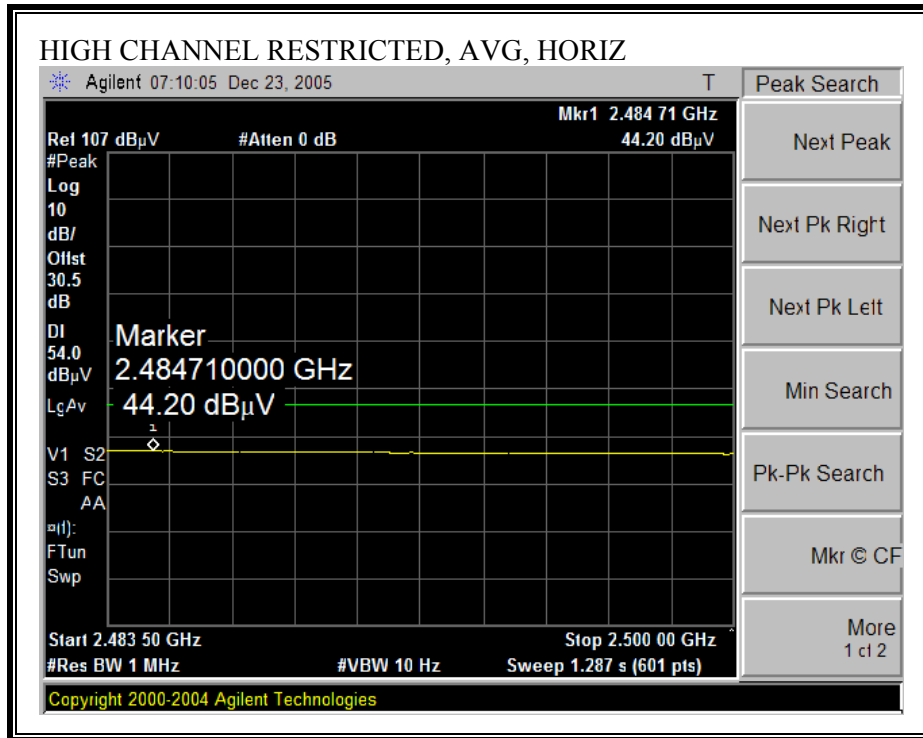 HIGH CHANNEL RESTRICTED, AVG, HORIZ
Agilent 07:10:05 Dec 23, 2005 T
Peak Search
Mkr1 2.484 71 GHz
Ref 107 dBμV #Atten 0 dB 44.20 dBμV
#Peak
Log
10
dB/
Offst
30.5
dB
DI
54.0
dBμV
LgAv
V1 S2
S3 FC
AA
¤(f):
FTun
Swp
Marker
2.484710000 GHz
44.20 dBμV
1
Start 2.483 50 GHz Stop 2.500 00 GHz
#Res BW 1 MHz #VBW 10 Hz Sweep 1.287 s (601 pts)
Copyright 2000-2004 Agilent Technologies
Next Peak
Next Pk Right
Next Pk Left
Min Search
Pk-Pk Search
Mkr © CF
More
1 of 2